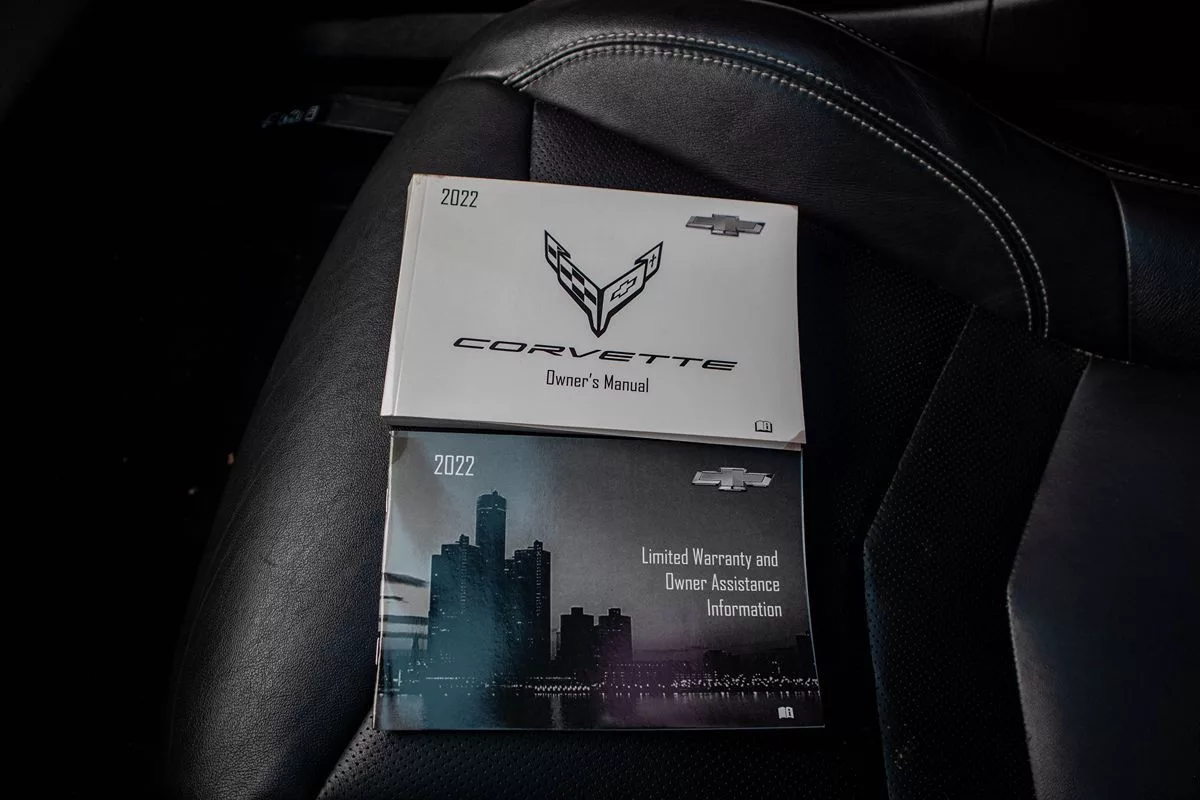 2022
CORVETTE
Owner's Manual
2022
Limited Warranty and
Owner Assistance
Information